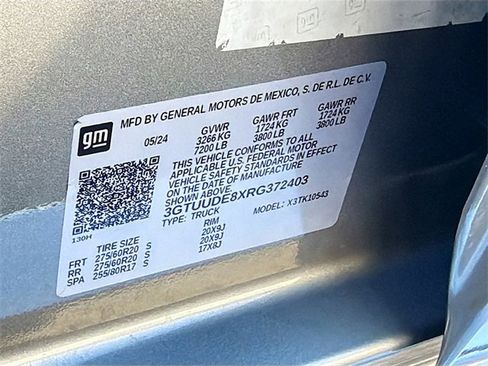 gm
MFD BY GENERAL MOTORS DE MEXICO, S. DE R.L. DE C.V.
05/24 GVWR GAWR FRT GAWR RR
3266 KG 1724 KG 1724 KG
7200 LB 3800 LB 3800 LB
THIS VEHICLE CONFORMS TO ALL
APPLICABLE U.S. FEDERAL MOTOR
VEHICLE SAFETY STANDARDS IN EFFECT
ON THE DATE OF MANUFACTURE
SHOWN ABOVE.
3GTUUDE8XRG372403
TYPE: TRUCK MODEL: X3TK10543
130H
TIRE SIZE RIM
FRT 275/60R20 S 20X9J
RR 275/60R20 S 20X9J
SPA 255/80R17 S 17X8J